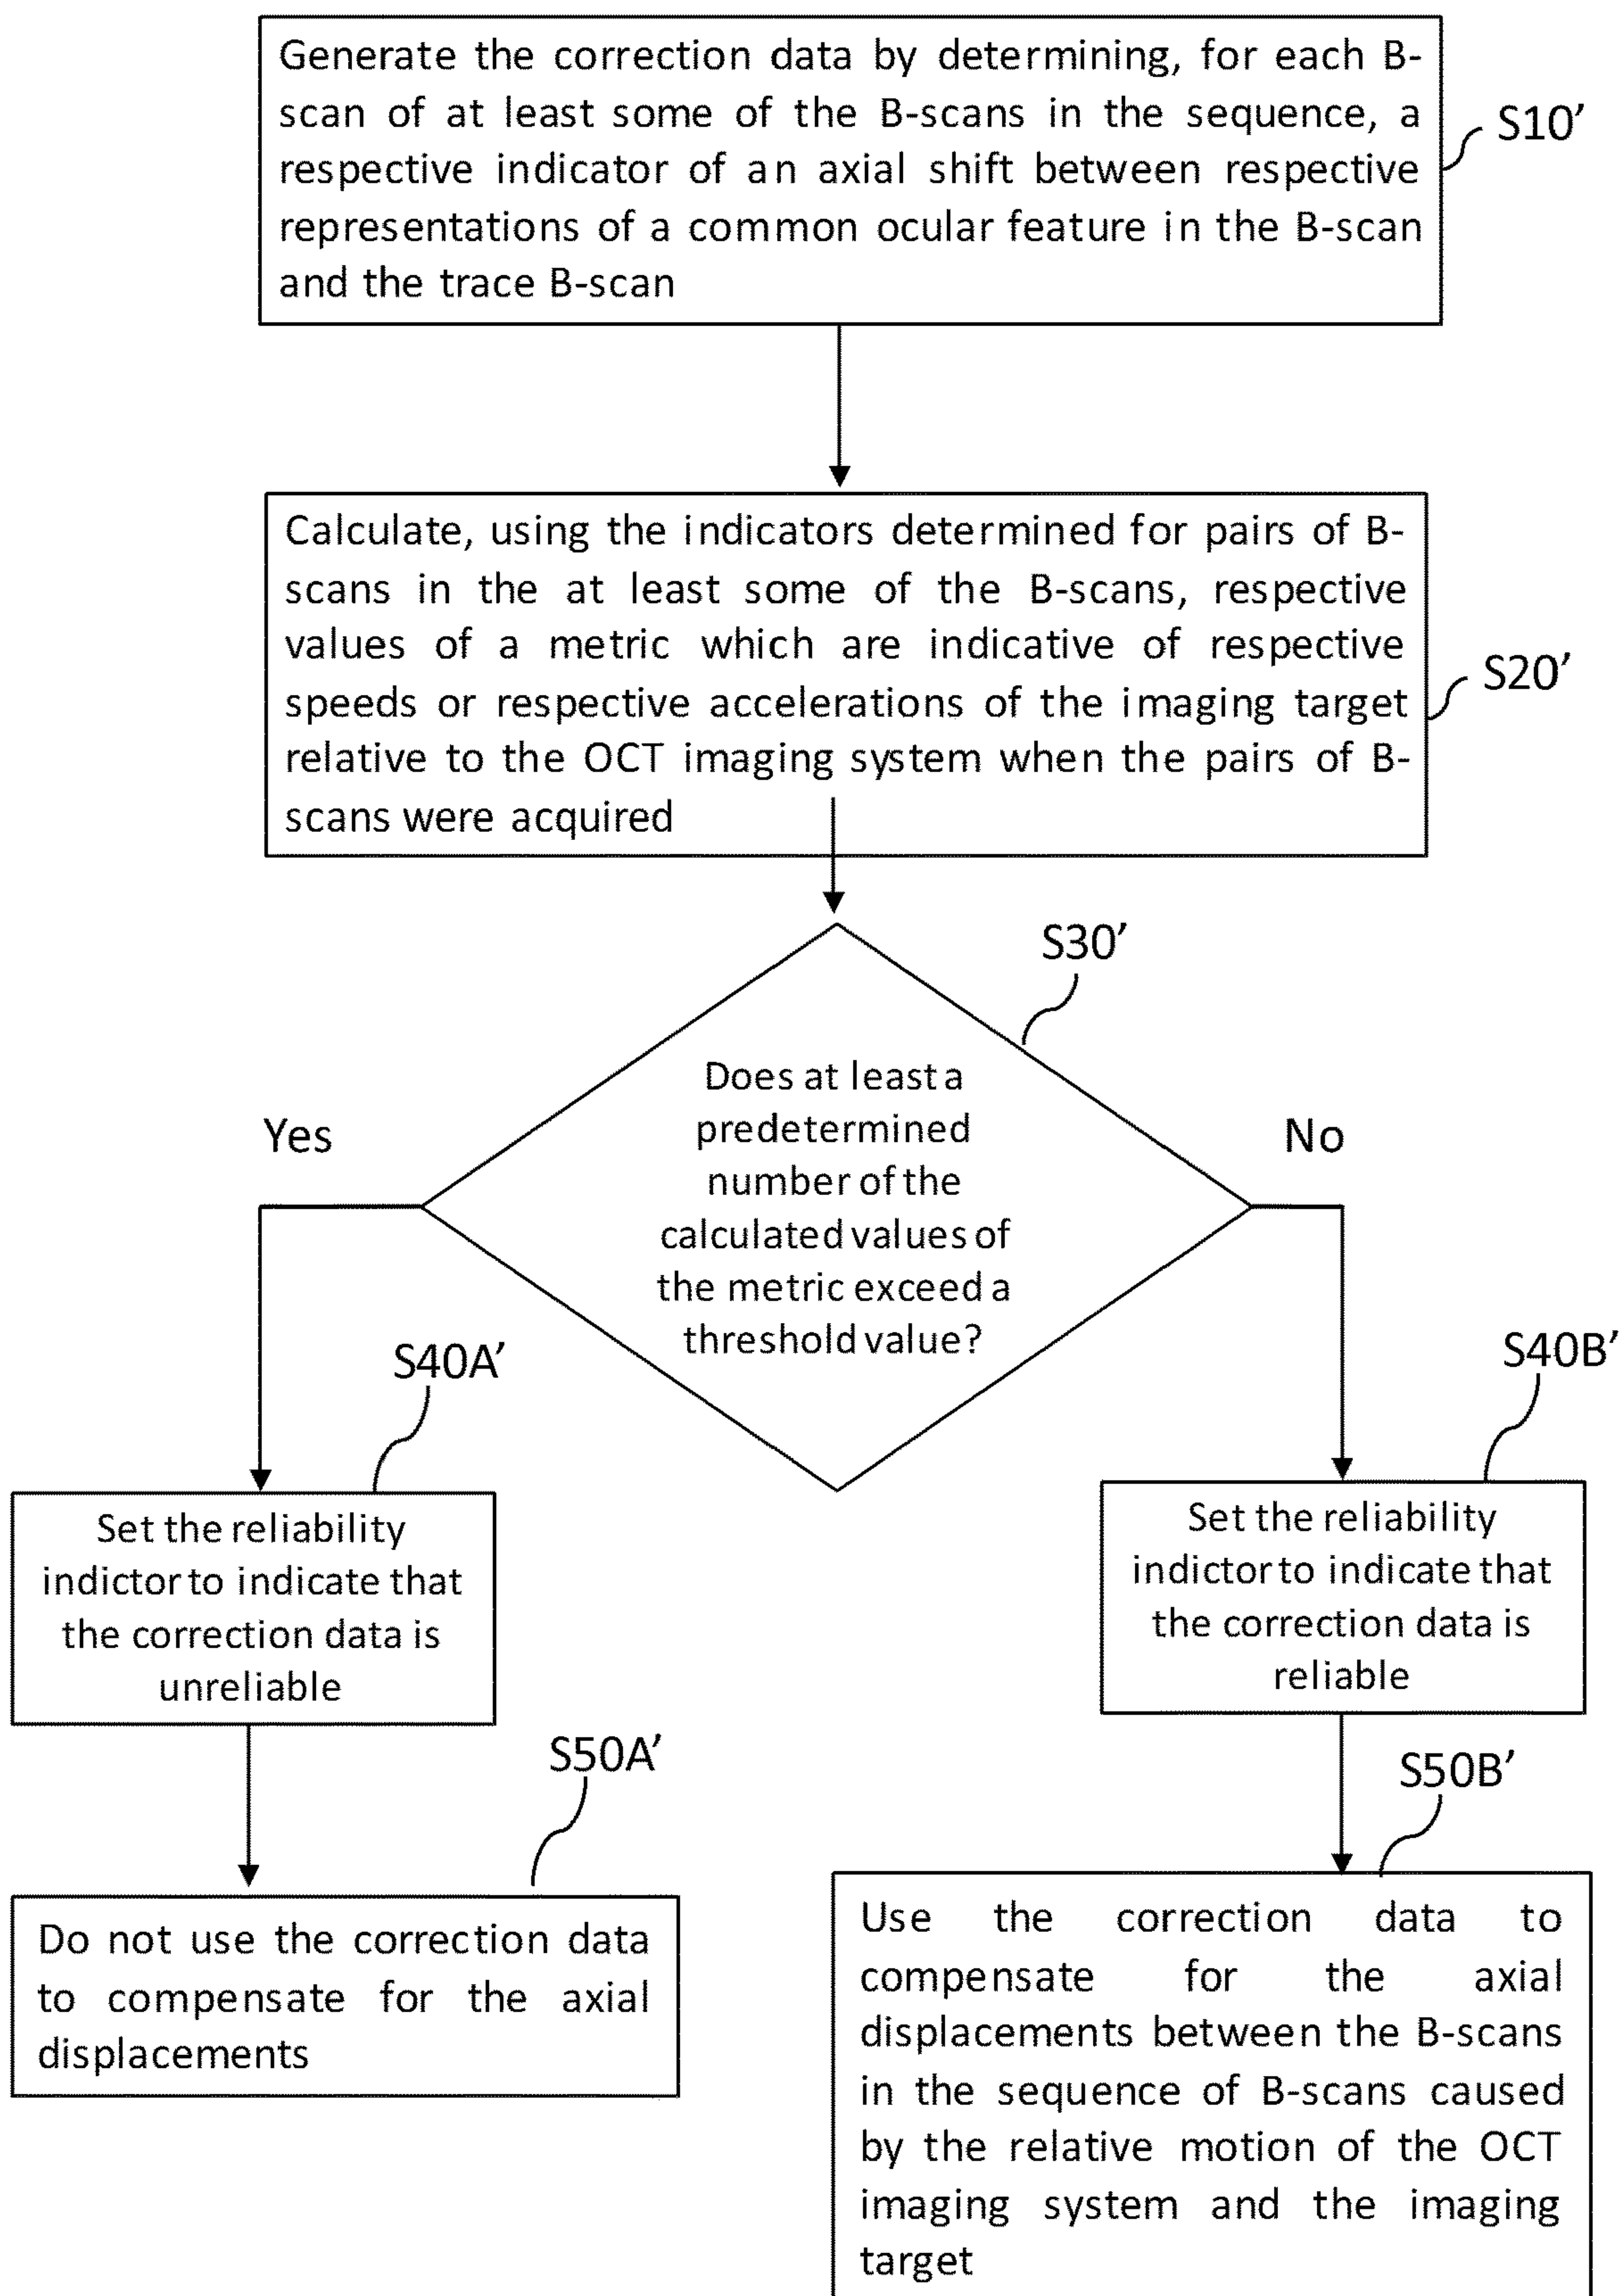 Generate the correction data by determining, for each B-
scan of at least some of the B-scans in the sequence, a
respective indicator of an axial shift between respective
representations of a common ocular feature in the B-scan
and the trace B-scan
S10’
Calculate, using the indicators determined for pairs of B-
scans in the at least some of the B-scans, respective
values of a metric which are indicative of respective
speeds or respective accelerations of the imaging target
relative to the OCT imaging system when the pairs of B-
scans were acquired
S20’
S30’
Does at least a
predetermined
number of the
calculated values of
the metric exceed a
threshold value?
Yes
No
S40A’
Set the reliability
indictor to indicate that
the correction data is
unreliable
S40B’
Set the reliability
indictor to indicate that
the correction data is
reliable
S50A’
Do not use the correction data
to compensate for the axial
displacements
S50B’
Use the correction data to
compensate for the axial
displacements between the B-scans
in the sequence of B-scans caused
by the relative motion of the OCT
imaging system and the imaging
target